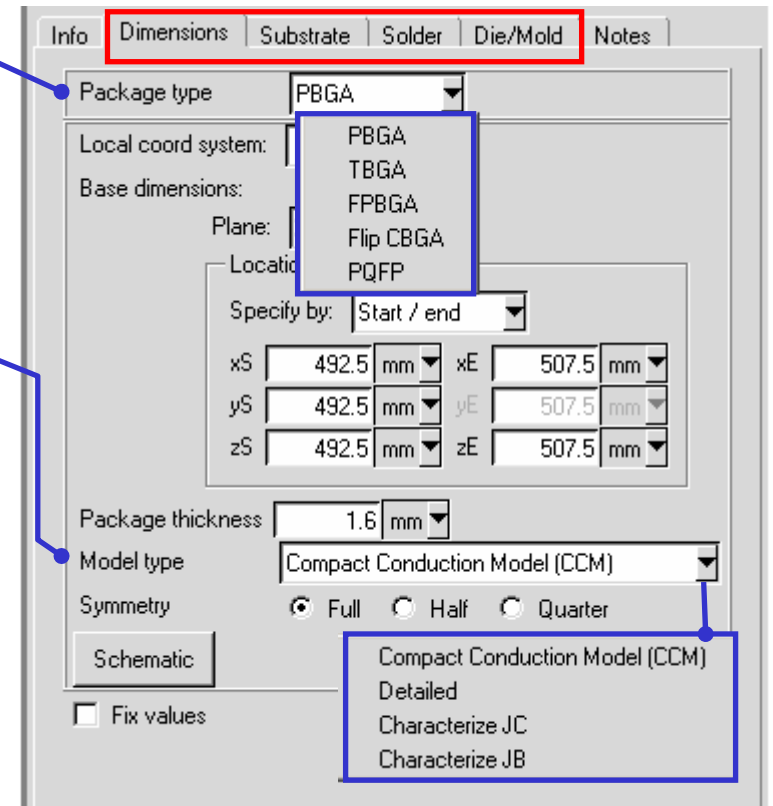 Info Dimensions Substrate Solder Die/Mold Notes
Package type PBGA
PBGA
TBGA
FPBGA
Flip CBGA
PQFP
Local coord system:
Base dimensions:
Plane:
Specify by: Start / end
xS 492.5 mm xE 507.5 mm
yS 492.5 mm yE 507.5 mm
zS 492.5 mm zE 507.5 mm
Package thickness 1.6 mm
Model type Compact Conduction Model (CCM)
Symmetry Full Half Quarter
Schematic
Compact Conduction Model (CCM)
Detailed
Characterize JC
Characterize JB
Fix values